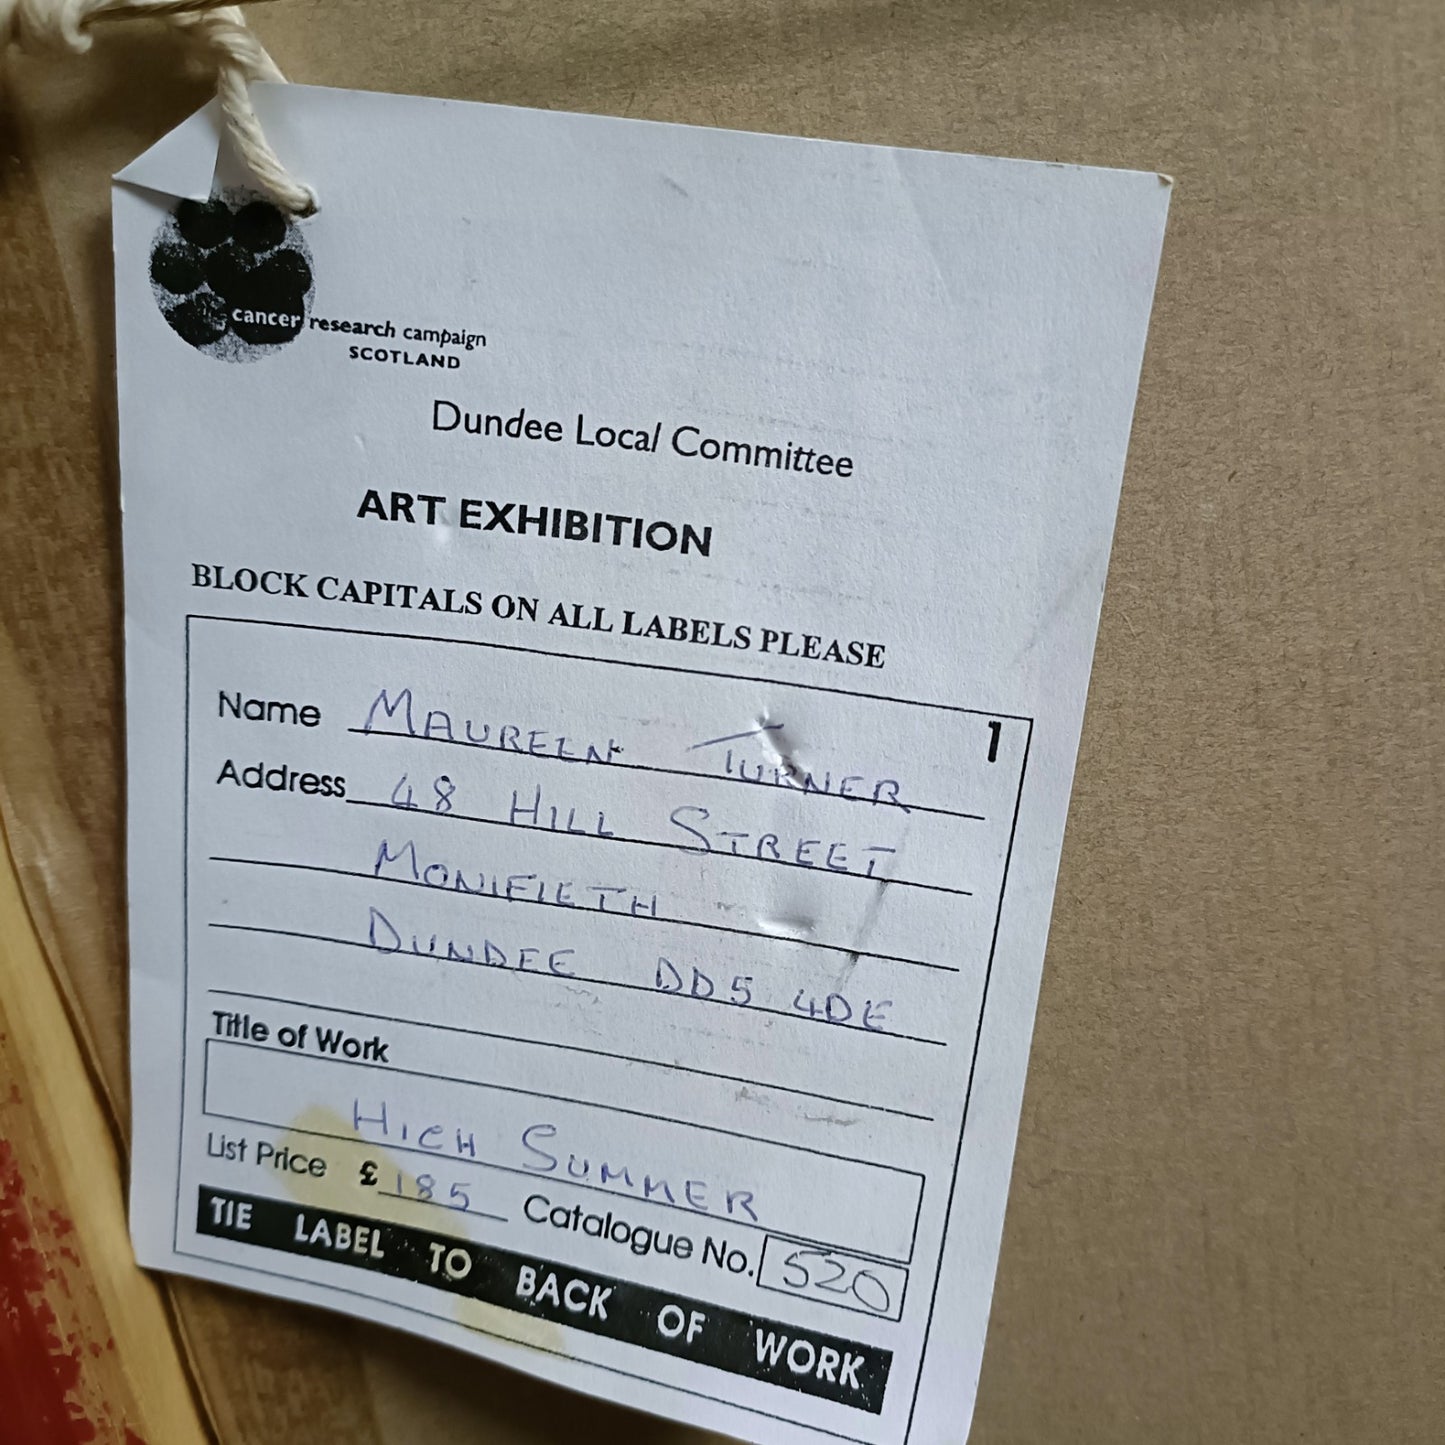 cancer research campaign
SCOTLAND
Dundee Local Committee
ART EXHIBITION
BLOCK CAPITALS ON ALL LABELS PLEASE
1
Name MAUREEN TURNER
Address 48 HILL STREET
MONIFIETH
DUNDEE DD5 4DE
Title of Work
HIGH SUMMER
List Price £185 Catalogue No. 520
TIE LABEL TO BACK OF WORK